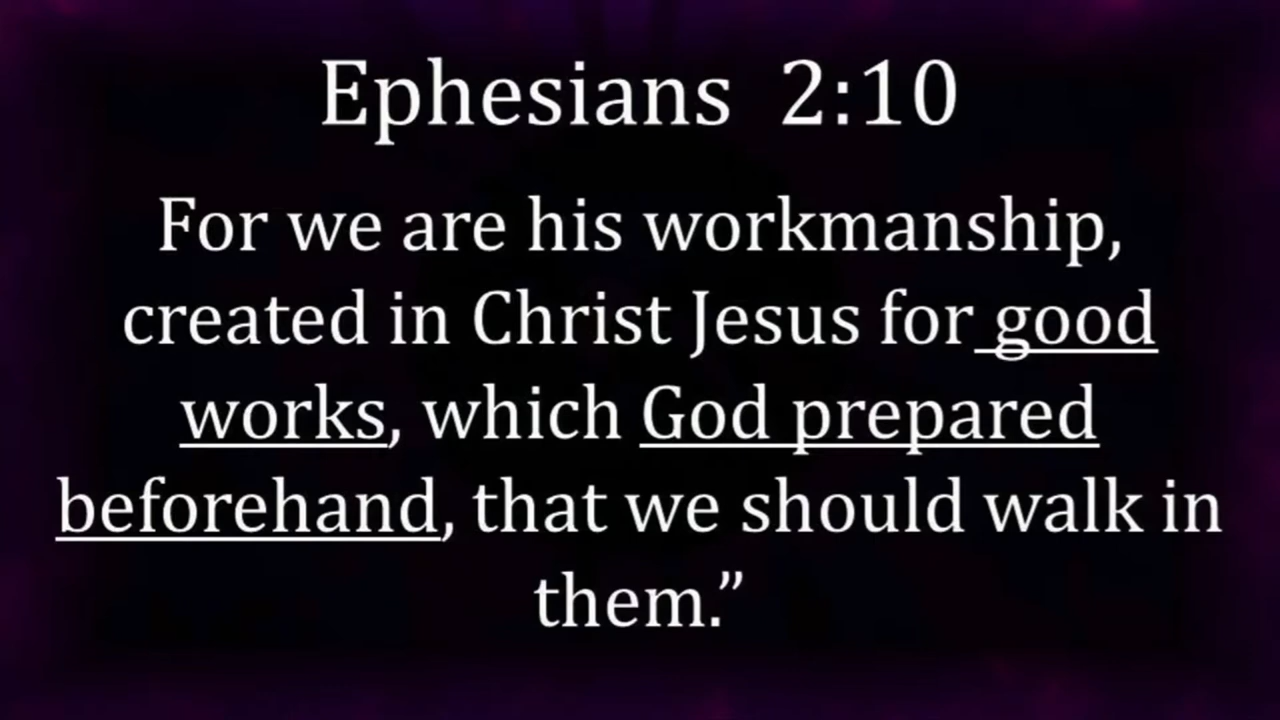 Ephesians 2:10
For we are his workmanship,
created in Christ Jesus for good
works, which God prepared
beforehand, that we should walk in
them.”